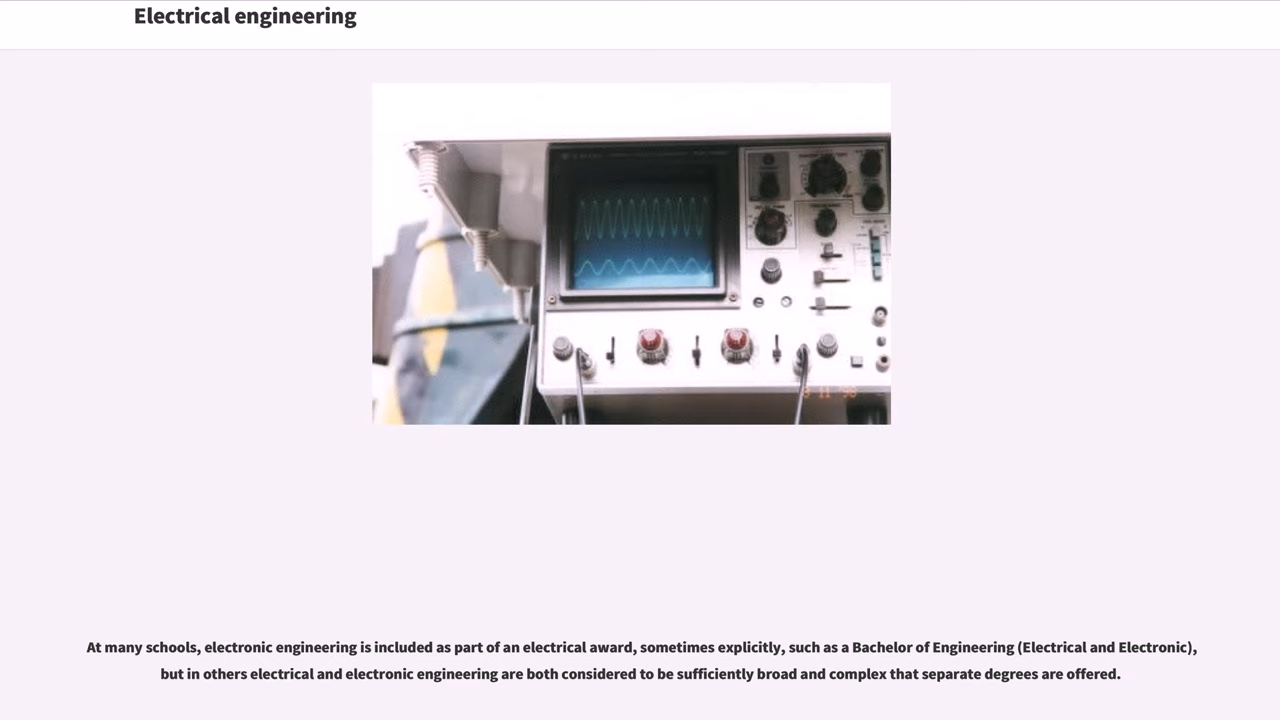 Electrical engineering
At many schools, electronic engineering is included as part of an electrical award, sometimes explicitly, such as a Bachelor of Engineering (Electrical and Electronic),
but in others electrical and electronic engineering are both considered to be sufficiently broad and complex that separate degrees are offered.